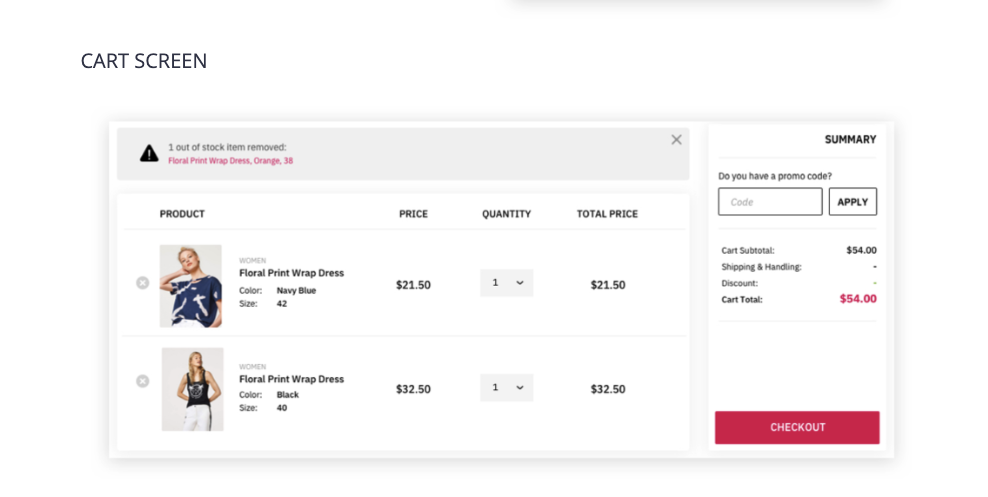 CART SCREEN
1 out of stock item removed:
Floral Print Wrap Dress, Orange, 38
PRODUCT PRICE QUANTITY TOTAL PRICE
WOMEN
Floral Print Wrap Dress
Color: Navy Blue
Size: 42
$21.50 1 $21.50
WOMEN
Floral Print Wrap Dress
Color: Black
Size: 40
$32.50 1 $32.50
SUMMARY
Do you have a promo code?
Code APPLY
Cart Subtotal: $54.00
Shipping & Handling: -
Discount: -
Cart Total: $54.00
CHECKOUT